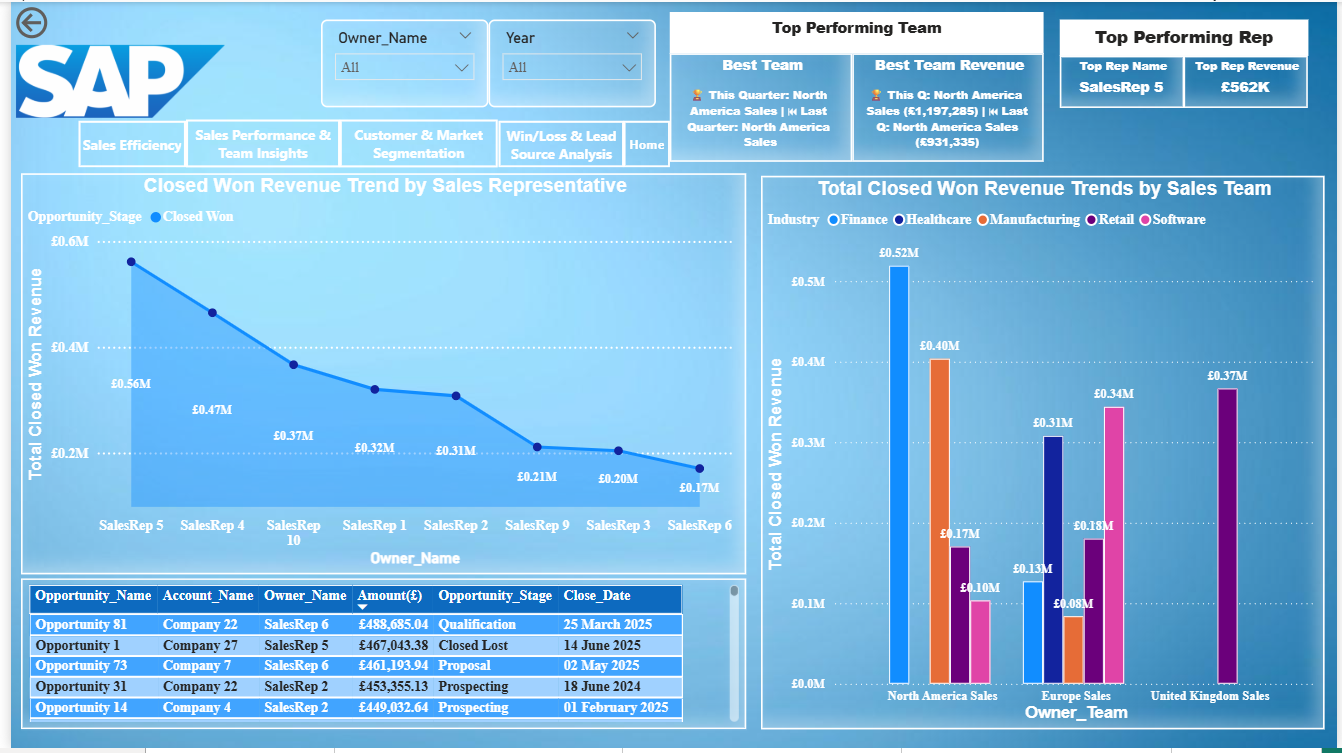 SAP
Owner_Name
All
Year
All
Top Performing Team
Best Team
🏆 This Quarter: North
America Sales | ⏮ Last
Quarter: North America
Sales
Best Team Revenue
🏆 This Q: North America
Sales (£1,197,285) | ⏮ Last
Q: North America Sales
(£931,335)
Top Performing Rep
Top Rep Name
SalesRep 5
Top Rep Revenue
£562K
Sales Efficiency
Sales Performance &
Team Insights
Customer & Market
Segmentation
Win/Loss & Lead
Source Analysis
Home
Closed Won Revenue Trend by Sales Representative
Opportunity_Stage Closed Won
Total Closed Won Revenue
£0.6M
£0.4M
£0.2M
£0.56M
£0.47M
£0.37M
£0.32M
£0.31M
£0.21M
£0.20M
£0.17M
SalesRep 5
SalesRep 4
SalesRep
10
SalesRep 1
SalesRep 2
SalesRep 9
SalesRep 3
SalesRep 6
Owner_Name
Opportunity_Name Account_Name Owner_Name Amount(£) Opportunity_Stage Close_Date
Opportunity 81 Company 22 SalesRep 6 £488,685.04 Qualification 25 March 2025
Opportunity 1 Company 27 SalesRep 5 £467,043.38 Closed Lost 14 June 2025
Opportunity 73 Company 7 SalesRep 6 £461,193.94 Proposal 02 May 2025
Opportunity 31 Company 22 SalesRep 2 £453,355.13 Prospecting 18 June 2024
Opportunity 14 Company 4 SalesRep 2 £449,032.64 Prospecting 01 February 2025
Total Closed Won Revenue Trends by Sales Team
Industry Finance Healthcare Manufacturing Retail Software
Total Closed Won Revenue
£0.5M
£0.4M
£0.3M
£0.2M
£0.1M
£0.0M
£0.52M
£0.40M
£0.17M
£0.10M
£0.13M
£0.31M
£0.08M
£0.18M
£0.34M
£0.37M
North America Sales
Europe Sales
United Kingdom Sales
Owner_Team